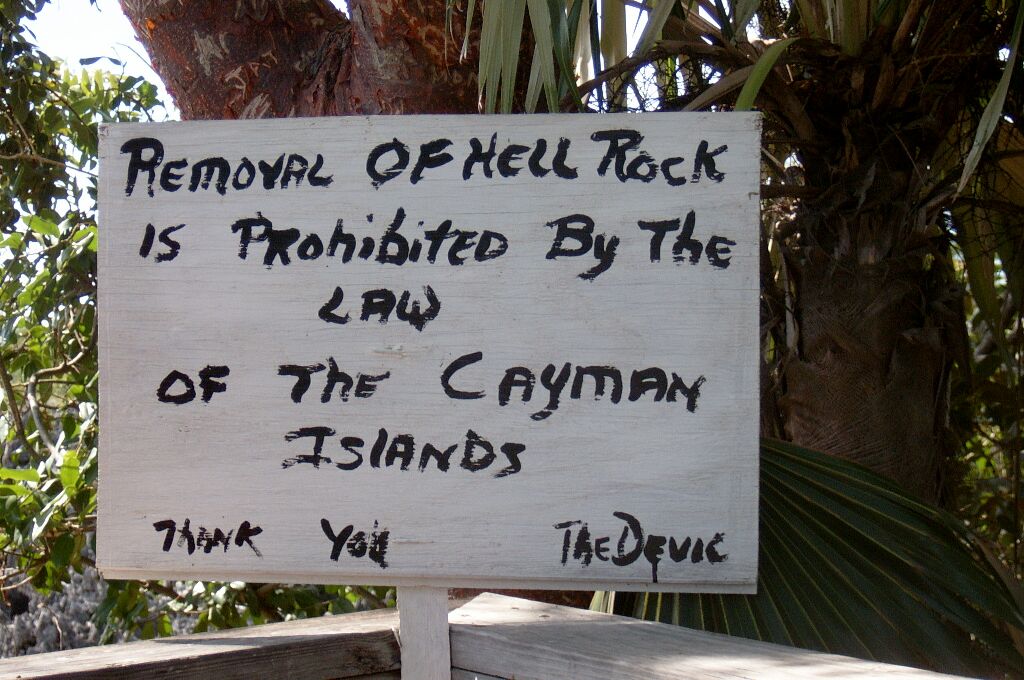 REMOVAL OF HELL ROCK
IS PROHIBITED BY THE
LAW
OF THE CAYMAN
ISLANDS
THANK YOU THE DEVIL